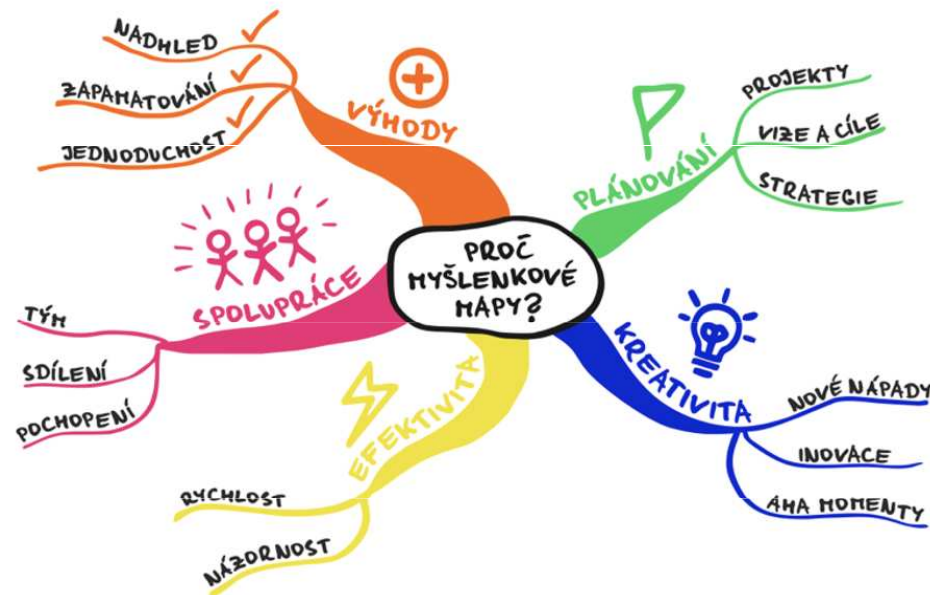 PROČ
MYŠLENKOVÉ
MAPY?
VÝHODY
NADHLED
ZAPAMATOVÁNÍ
JEDNODUCHOST
PLÁNOVÁNÍ
PROJEKTY
VIZE A CÍLE
STRATEGIE
KREATIVITA
NOVÉ NÁPADY
INOVACE
AHA MOMENTY
EFEKTIVITA
RYCHLOST
NÁZORNOST
SPOLUPRÁCE
TÝM
SDÍLENÍ
POCHOPENÍ